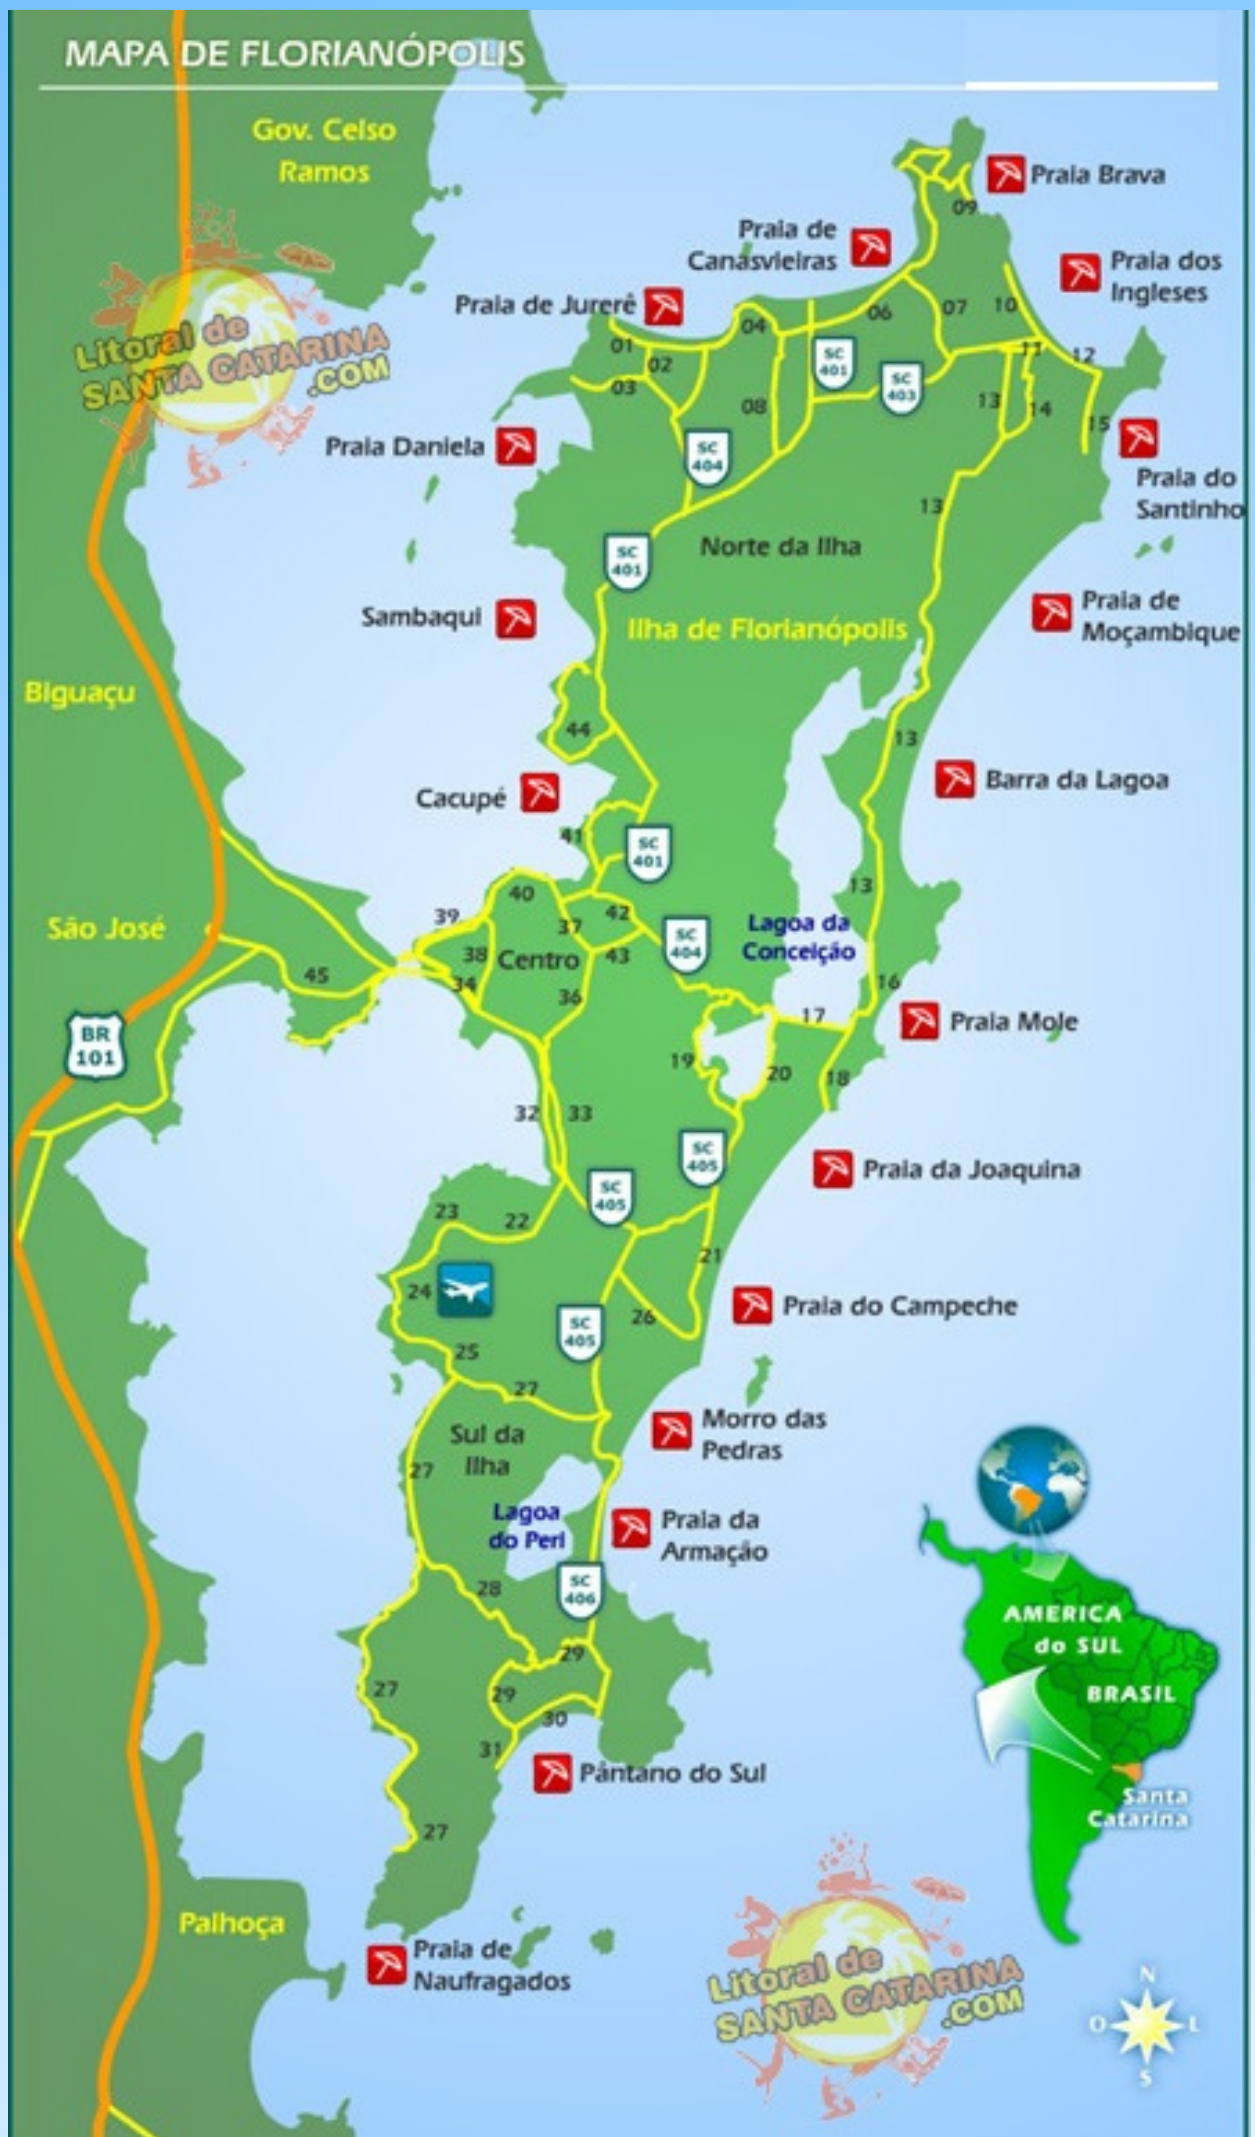 MAPA DE FLORIANÓPOLIS
Gov. Celso
Ramos
Praia Brava
09
Praia de
Canasvieiras
Praia dos
Ingleses
Praia de Jurerê
04
06
07
10
01
02
03
SC
401
SC
403
11
12
Litoral de
SANTA CATARINA
.COM
08
13
14
15
Praia Daniela
SC
404
Praia do
Santinho
13
SC
401
Norte da Ilha
Sambaqui
Ilha de Florianópolis
Praia de
Moçambique
Biguaçu
44
13
Cacupé
Barra da Lagoa
41
SC
401
13
40
39
42
37
São José
38
Centro
43
SC
404
Lagoa da
Conceição
45
34
36
16
17
Praia Mole
BR
101
19
20
18
32
33
SC
405
Praia da Joaquina
SC
405
23
22
21
24
26
Praia do Campeche
SC
405
25
27
Morro das
Pedras
Sul da
Ilha
27
Lagoa
do Peri
Praia da
Armação
28
SC
406
AMERICA
do SUL
29
27
29
BRASIL
30
31
Pântano do Sul
Santa
Catarina
27
Palhoça
Praia de
Naufragados
Litoral de
SANTA CATARINA
.COM
N
O
L
S